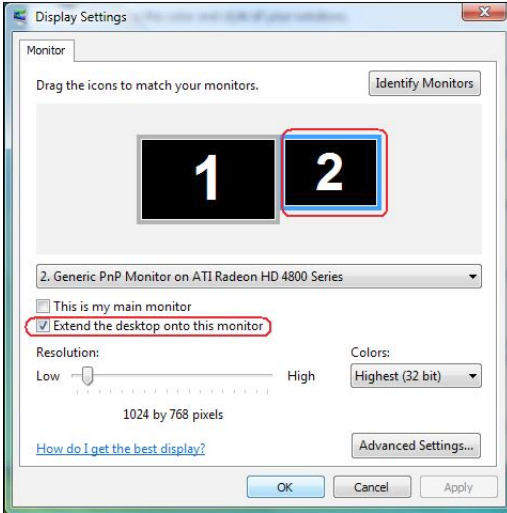 Display Settings
Monitor
Drag the icons to match your monitors.
Identify Monitors
1
2
2. Generic PnP Monitor on ATI Radeon HD 4800 Series
This is my main monitor
Extend the desktop onto this monitor
Resolution:
Colors:
Low
High
Highest (32 bit)
1024 by 768 pixels
How do I get the best display?
Advanced Settings...
OK
Cancel
Apply